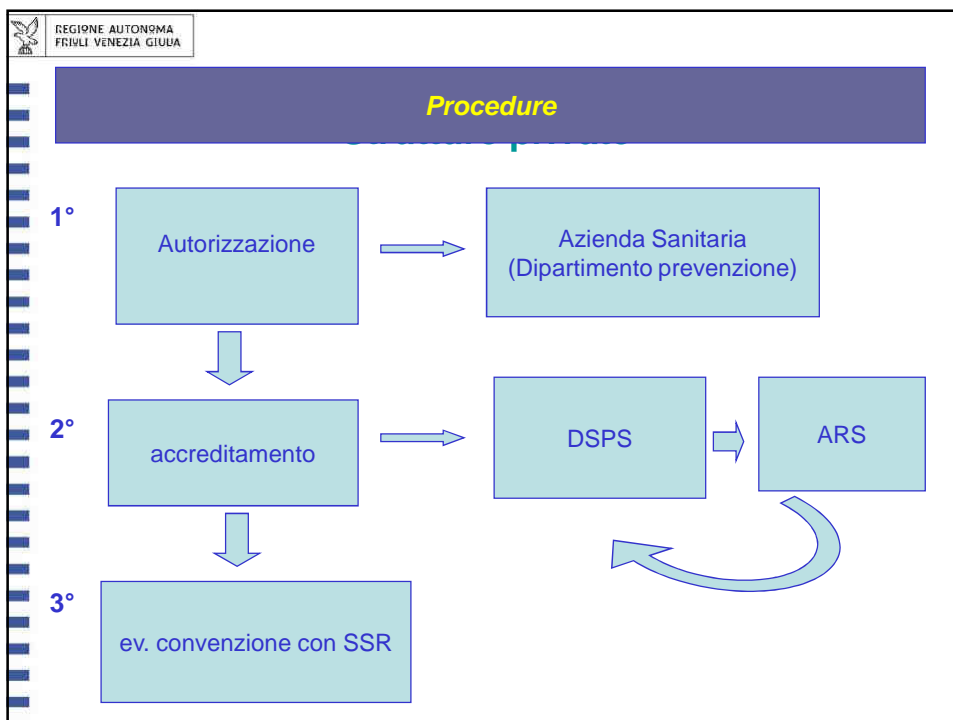 REGIONE AUTONOMA
FRIULI VENEZIA GIULIA
Procedure
1°
Autorizzazione
Azienda Sanitaria
(Dipartimento prevenzione)
2°
accreditamento
DSPS
ARS
3°
ev. convenzione con SSR